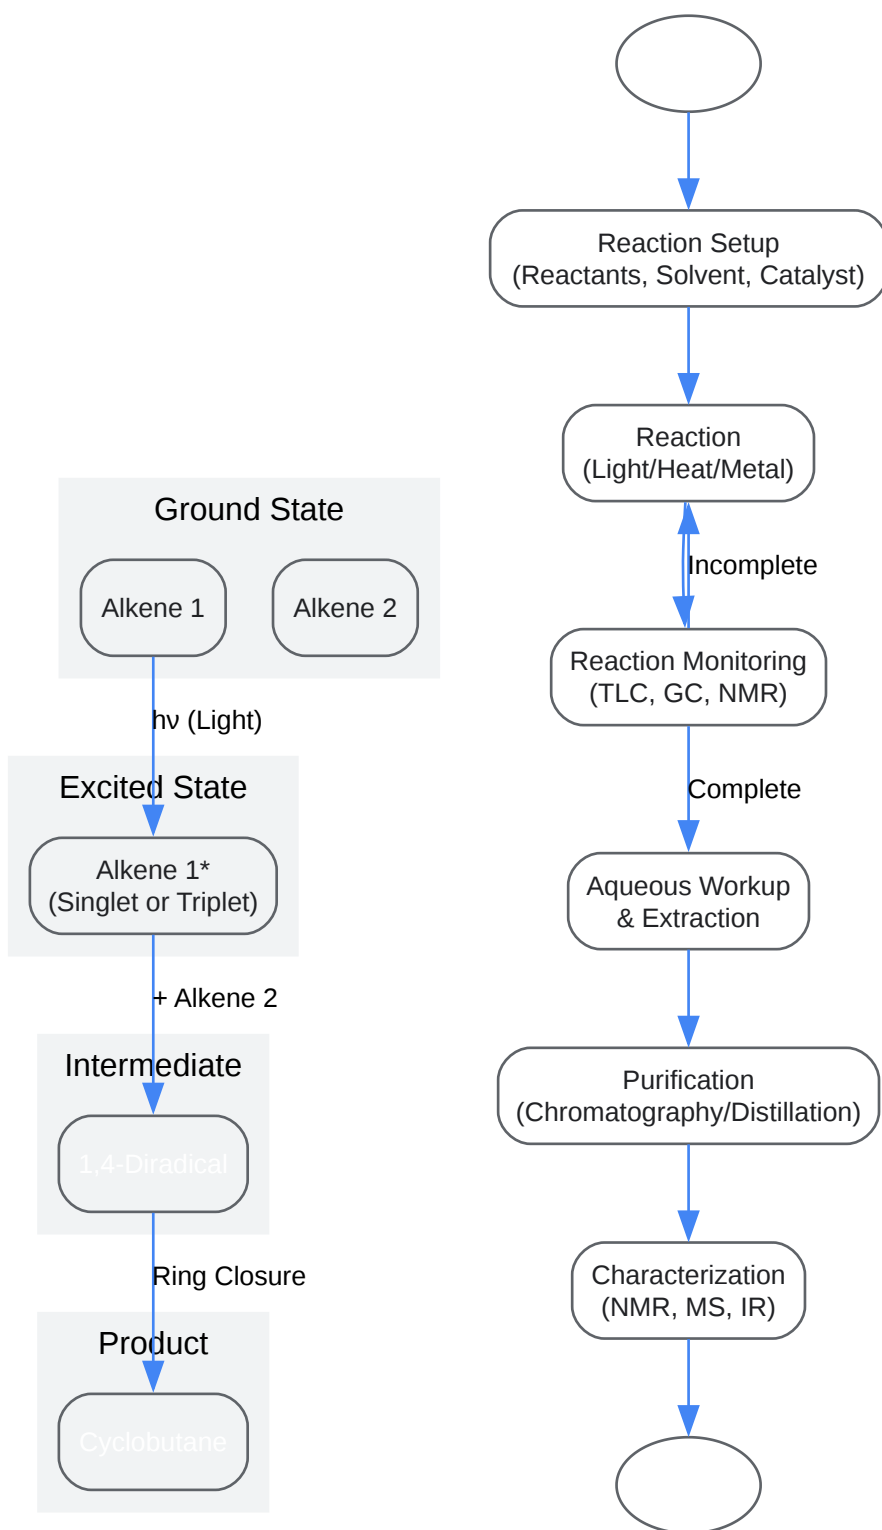 Ground State
Alkene 1
Alkene 2
hν (Light)
Excited State
Alkene 1*
(Singlet or Triplet)
+ Alkene 2
Intermediate
1,4-Diradical
Ring Closure
Product
Cyclobutane
Reaction Setup
(Reactants, Solvent, Catalyst)
Reaction
(Light/Heat/Metal)
Incomplete
Reaction Monitoring
(TLC, GC, NMR)
Complete
Aqueous Workup
& Extraction
Purification
(Chromatography/Distillation)
Characterization
(NMR, MS, IR)